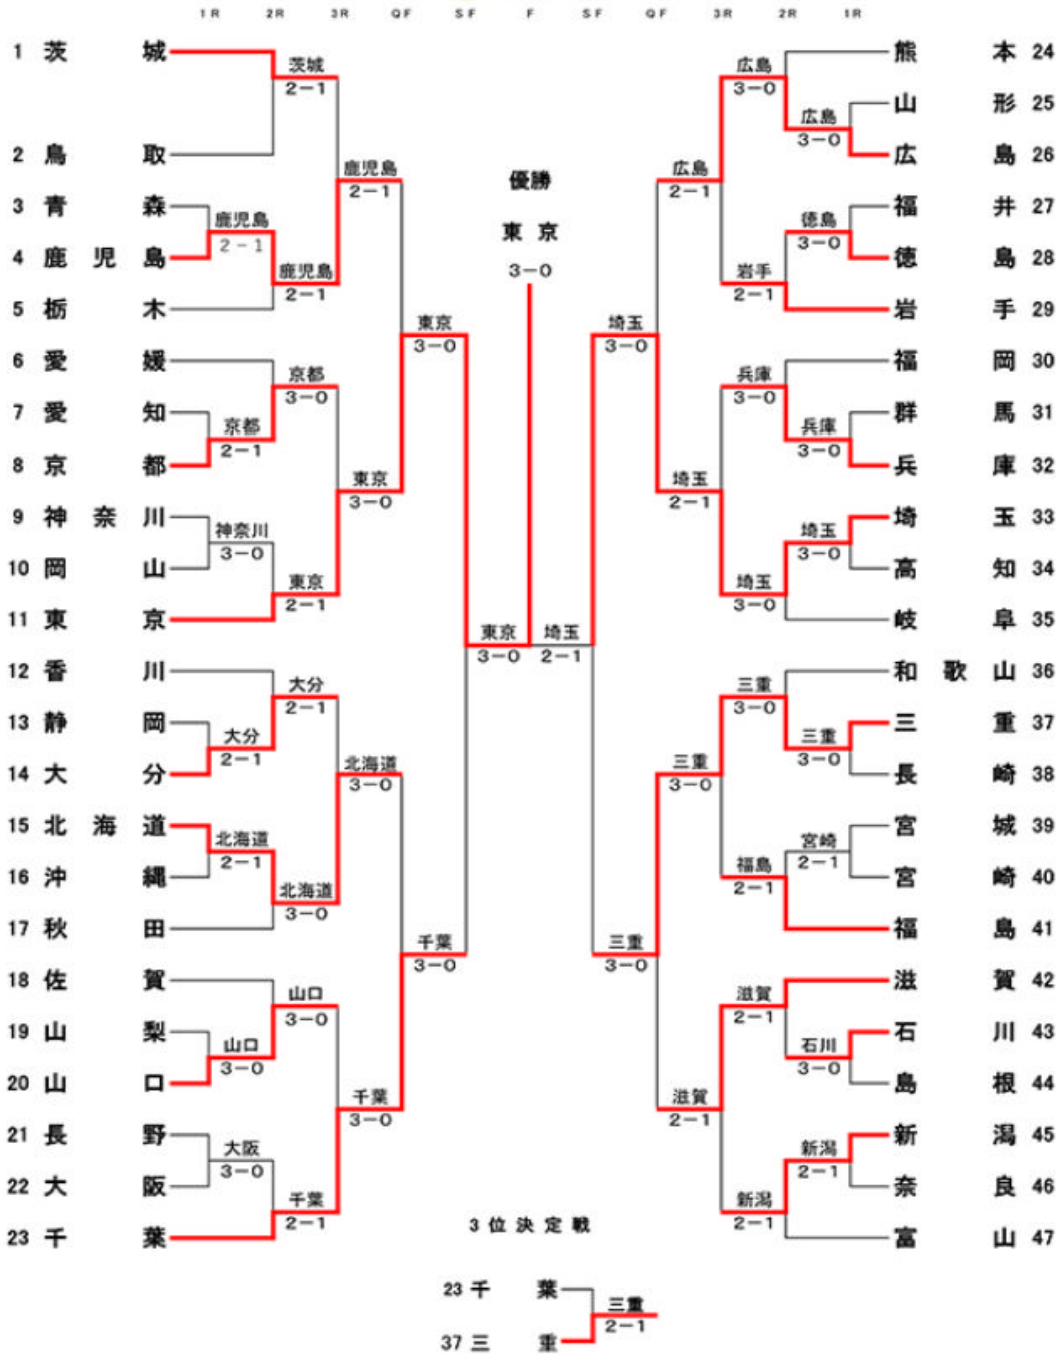 1R 2R 3R QF SF F SF QF 3R 2R 1R
1 茨城
茨城
2-1
2 鳥取
鹿児島
2-1
3 青森
鹿児島
2-1
4 鹿児島
鹿児島
2-1
5 栃木
東京
3-0
6 愛媛
京都
3-0
7 愛知
京都
2-1
8 京都
東京
3-0
9 神奈川
神奈川
3-0
10 岡山
東京
2-1
11 東京
東京
3-0
12 香川
大分
2-1
13 静岡
大分
2-1
14 大分
北海道
3-0
15 北海道
北海道
2-1
16 沖縄
北海道
3-0
17 秋田
千葉
3-0
18 佐賀
山口
3-0
19 山梨
山口
3-0
20 山口
千葉
3-0
21 長野
大阪
3-0
22 大阪
千葉
2-1
23 千葉
優勝
東京
3-0
熊本 24
広島
3-0
山形 25
広島
3-0
広島 26
広島
2-1
福井 27
徳島
3-0
徳島 28
岩手
2-1
岩手 29
埼玉
3-0
福岡 30
兵庫
3-0
群馬 31
兵庫
3-0
兵庫 32
埼玉
2-1
埼玉 33
埼玉
3-0
高知 34
埼玉
3-0
岐阜 35
埼玉
2-1
和歌山 36
三重
3-0
三重 37
三重
3-0
長崎 38
三重
3-0
宮城 39
宮崎
2-1
宮崎 40
福島
2-1
福島 41
三重
3-0
滋賀 42
滋賀
2-1
石川 43
石川
3-0
島根 44
滋賀
2-1
新潟 45
新潟
2-1
奈良 46
新潟
2-1
富山 47
3位決定戦
23 千葉
三重
2-1
37 三重